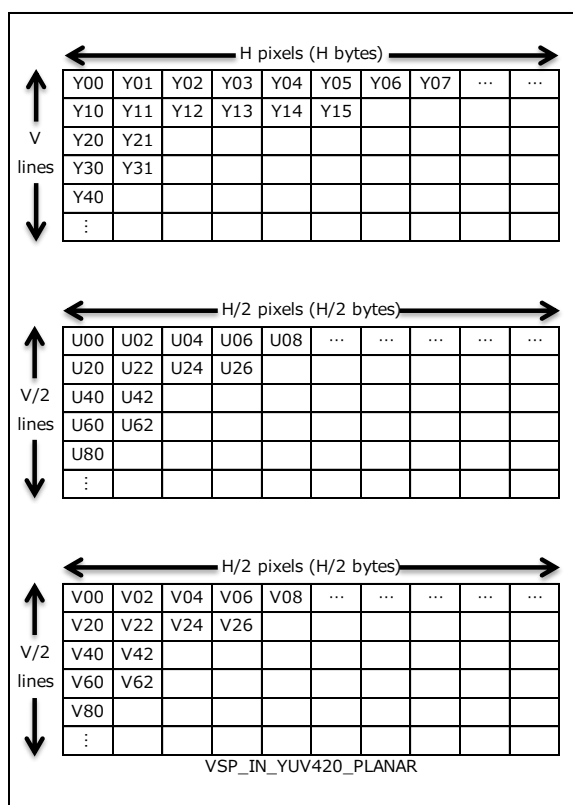 H pixels (H bytes)
Y00 Y01 Y02 Y03 Y04 Y05 Y06 Y07 … …
Y10 Y11 Y12 Y13 Y14 Y15
V
Y20 Y21
lines
Y30 Y31
Y40
⋮
H/2 pixels (H/2 bytes)
U00 U02 U04 U06 U08 … … … … …
U20 U22 U24 U26
V/2
U40 U42
lines
U60 U62
U80
⋮
H/2 pixels (H/2 bytes)
V00 V02 V04 V06 V08 … … … … …
V20 V22 V24 V26
V/2
V40 V42
lines
V60 V62
V80
⋮
VSP_IN_YUV420_PLANAR